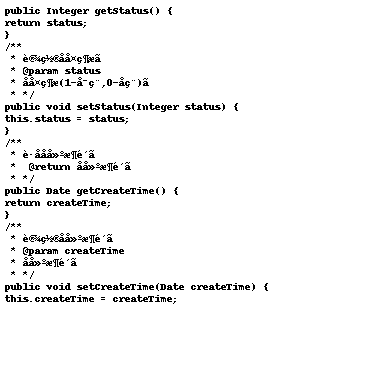 public Integer getStatus() {
return status;
}
/**
 * è®¾ç½®åå¤ç¶æã
 * @param status
 * åå¤ç¶æ(1-å¯ç¨,0-åç¨)ã
 * */
public void setStatus(Integer status) {
this.status = status;
}
/**
 * è·ååå»ºæ¶é´ã
 *  @return åå»ºæ¶é´ã
 * */
public Date getCreateTime() {
return createTime;
}
/**
 * è®¾ç½®åå»ºæ¶é´ã
 * @param createTime
 * åå»ºæ¶é´ã
 * */
public void setCreateTime(Date createTime) {
this.createTime = createTime;